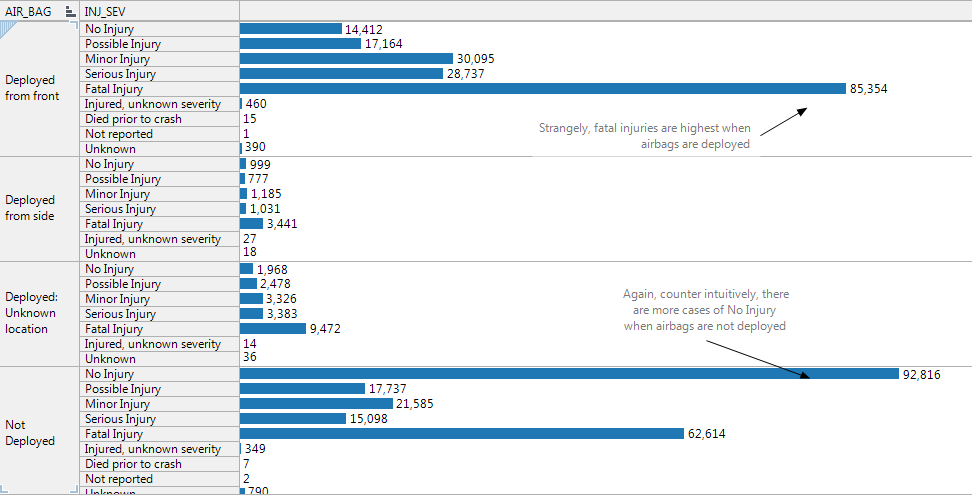 AIR_BAG INJ_SEV
Deployed
from front
No Injury 14,412
Possible Injury 17,164
Minor Injury 30,095
Serious Injury 28,737
Fatal Injury 85,354
Injured, unknown severity 460
Died prior to crash 15
Not reported 1
Unknown 390
Strangely, fatal injuries are highest when
airbags are deployed
Deployed
from side
No Injury 999
Possible Injury 777
Minor Injury 1,185
Serious Injury 1,031
Fatal Injury 3,441
Injured, unknown severity 27
Unknown 18
Deployed:
Unknown
location
No Injury 1,968
Possible Injury 2,478
Minor Injury 3,326
Serious Injury 3,383
Fatal Injury 9,472
Injured, unknown severity 14
Unknown 36
Again, counter intuitively, there
are more cases of No Injury
when airbags are not deployed
Not
Deployed
No Injury 92,816
Possible Injury 17,737
Minor Injury 21,585
Serious Injury 15,098
Fatal Injury 62,614
Injured, unknown severity 349
Died prior to crash 7
Not reported 2
Unknown 790